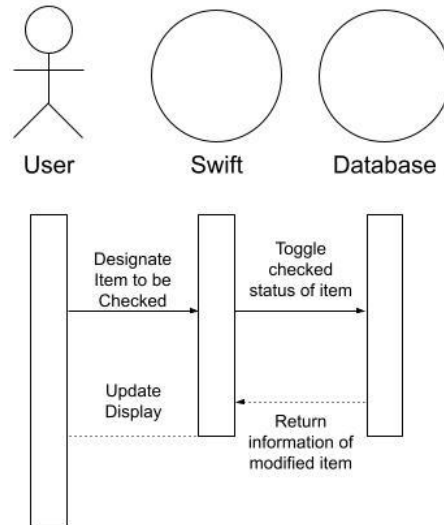 User
Swift
Database
Designate
Item to be
Checked
Toggle
checked
status of item
Update
Display
Return
information of
modified item